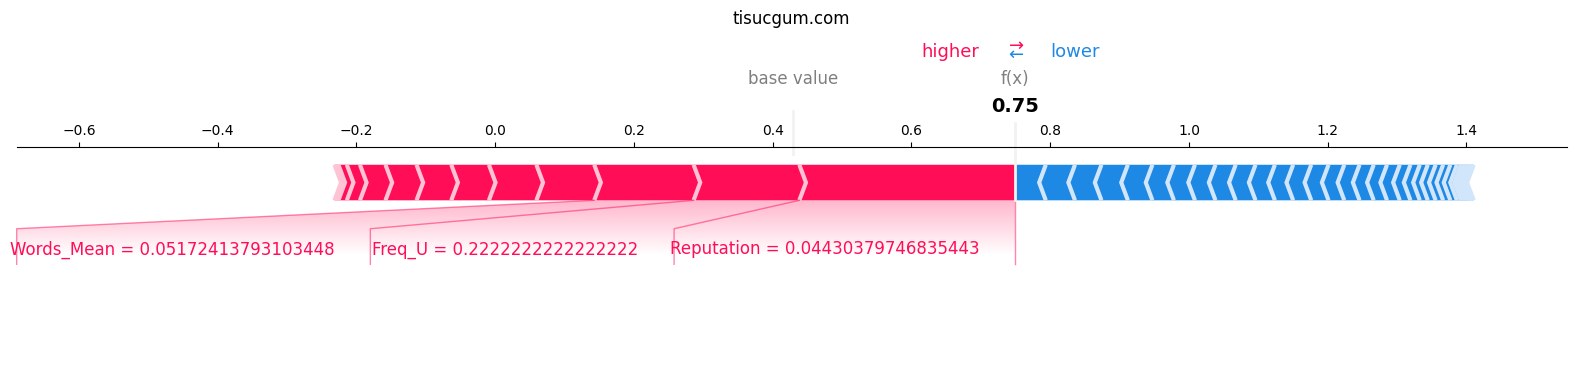 tisucgum.com
higher ⇄ lower
base value f(x)
0.75
−0.6 −0.4 −0.2 0.0 0.2 0.4 0.6 0.8 1.0 1.2 1.4
Words_Mean = 0.05172413793103448 Freq_U = 0.2222222222222222 Reputation = 0.04430379746835443